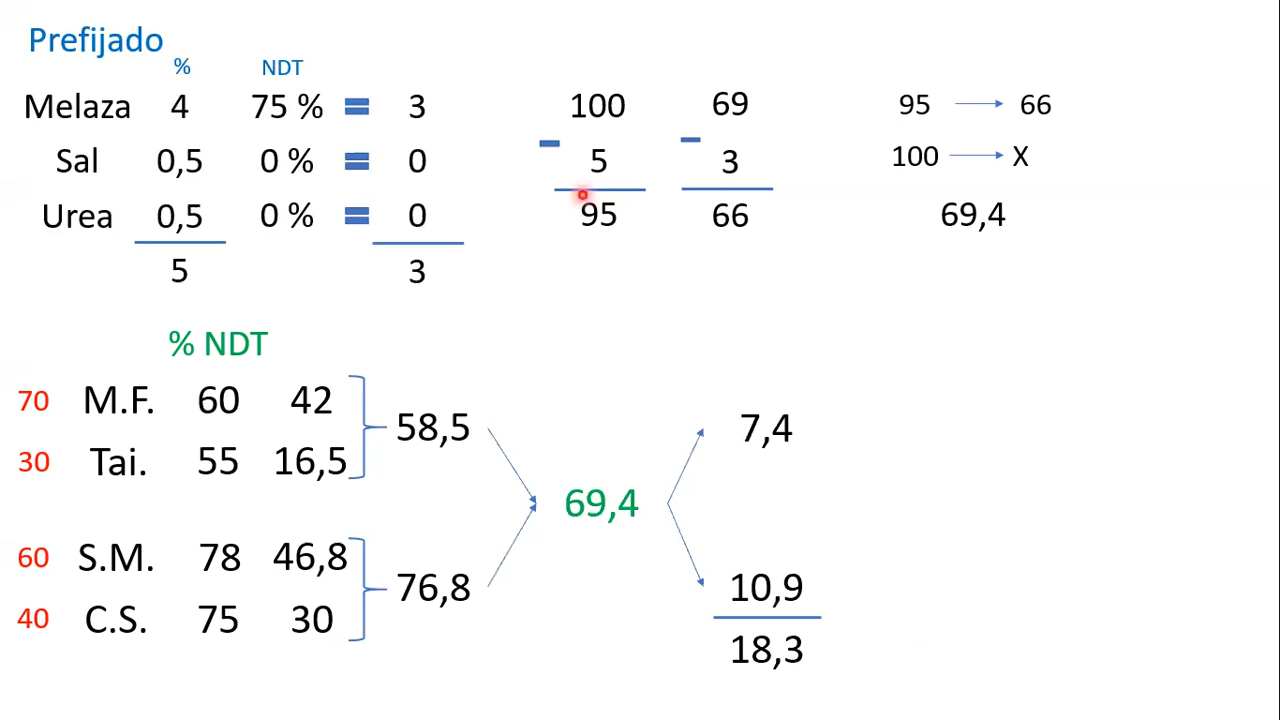 Prefijado
% NDT
Melaza 4 75 % = 3 100 69 95 → 66
- -
Sal 0,5 0 % = 0 5 3 100 → X
Urea 0,5 0 % = 0 95 66 69,4
5 3
% NDT
70 M.F. 60 42
58,5 7,4
30 Tai. 55 16,5
69,4
60 S.M. 78 46,8
76,8 10,9
40 C.S. 75 30
18,3